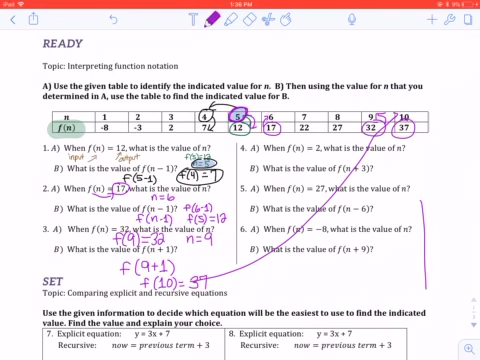 iPad
1:26 PM
READY
Topic: Interpreting function notation
A) Use the given table to identify the indicated value for n. B) Then using the value for n that you
determined in A, use the table to find the indicated value for B.
n 1 2 3 4 5 6 7 8 9 10
f(n) -8 -3 2 7 12 17 22 27 32 37
1. A) When f(n) = 12, what is the value of n?
input output f(5)=12
n=5
B) What is the value of f(n − 1)?
f(5-1) f(4)=7
2. A) When f(n) = 17, what is the value of n?
n=6
B) What is the value of f(n − 1)? f(6-1)
f(n-1) f(5)=12
3. A) When f(n) = 32, what is the value of n?
f(9)=32 n=9
B) What is the value of f(n + 1)?
f(9+1)
f(10)=37
4. A) When f(n) = 2, what is the value of n?
B) What is the value of f(n + 3)?
5. A) When f(n) = 27, what is the value of n?
B) What is the value of f(n − 6)?
6. A) When f(n) = −8, what is the value of n?
B) What is the value of f(n + 9)?
SET
Topic: Comparing explicit and recursive equations
Use the given information to decide which equation will be the easiest to use to find the indicated
value. Find the value and explain your choice.
7. Explicit equation: y = 3x + 7
Recursive: now = previous term + 3
8. Explicit equation: y = 3x + 7
Recursive: now = previous term + 3